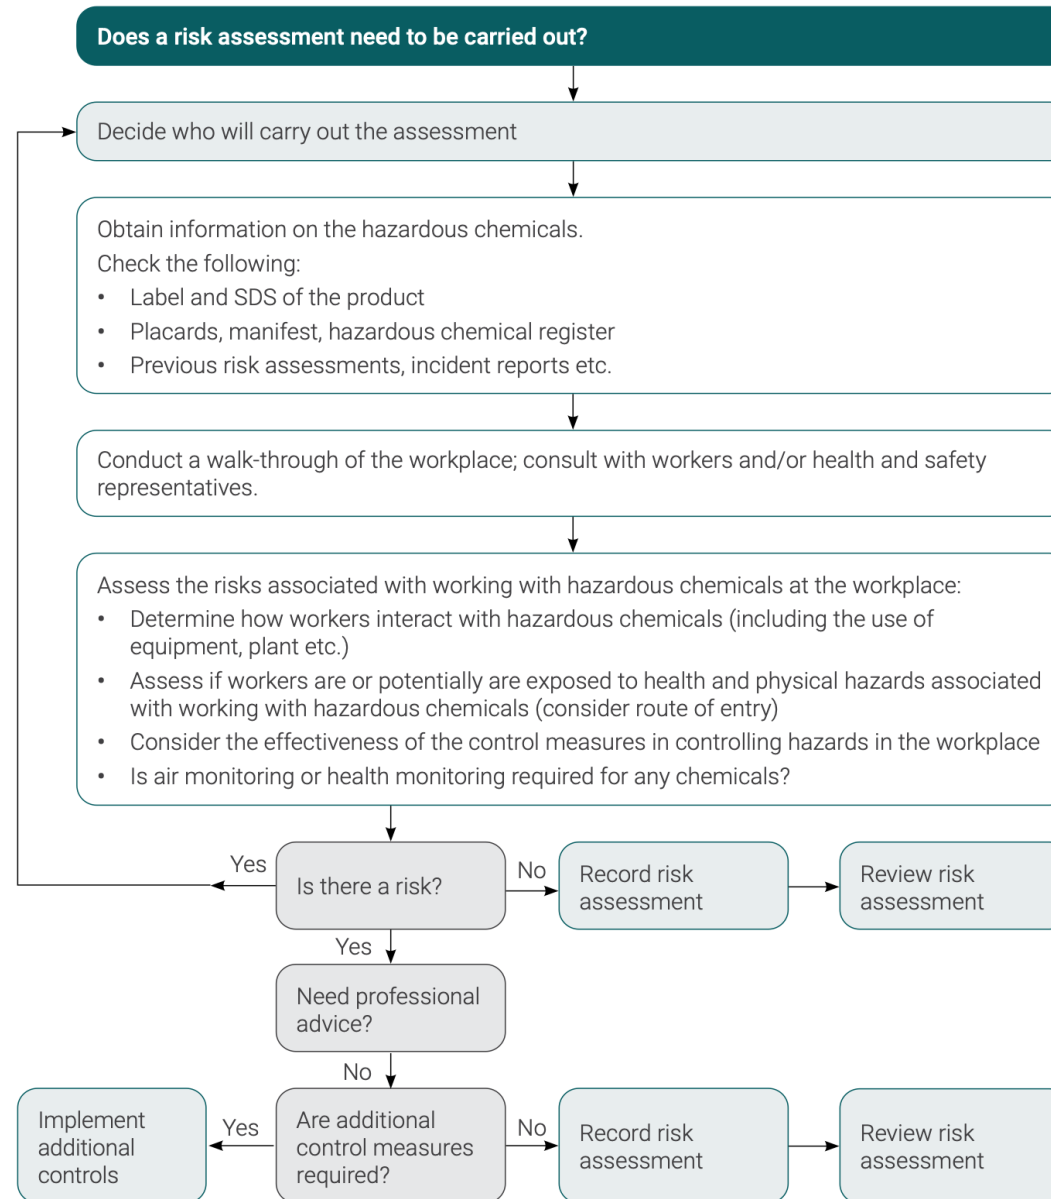 Does a risk assessment need to be carried out?
Decide who will carry out the assessment
Obtain information on the hazardous chemicals.
Check the following:
• Label and SDS of the product
• Placards, manifest, hazardous chemical register
• Previous risk assessments, incident reports etc.
Conduct a walk-through of the workplace; consult with workers and/or health and safety
representatives.
Assess the risks associated with working with hazardous chemicals at the workplace:
• Determine how workers interact with hazardous chemicals (including the use of
equipment, plant etc.)
• Assess if workers are or potentially are exposed to health and physical hazards associated
with working with hazardous chemicals (consider route of entry)
• Consider the effectiveness of the control measures in controlling hazards in the workplace
• Is air monitoring or health monitoring required for any chemicals?
Yes
Is there a risk?
No
Record risk
assessment
Review risk
assessment
Yes
Need professional
advice?
No
Implement
additional
controls
Yes
Are additional
control measures
required?
No
Record risk
assessment
Review risk
assessment